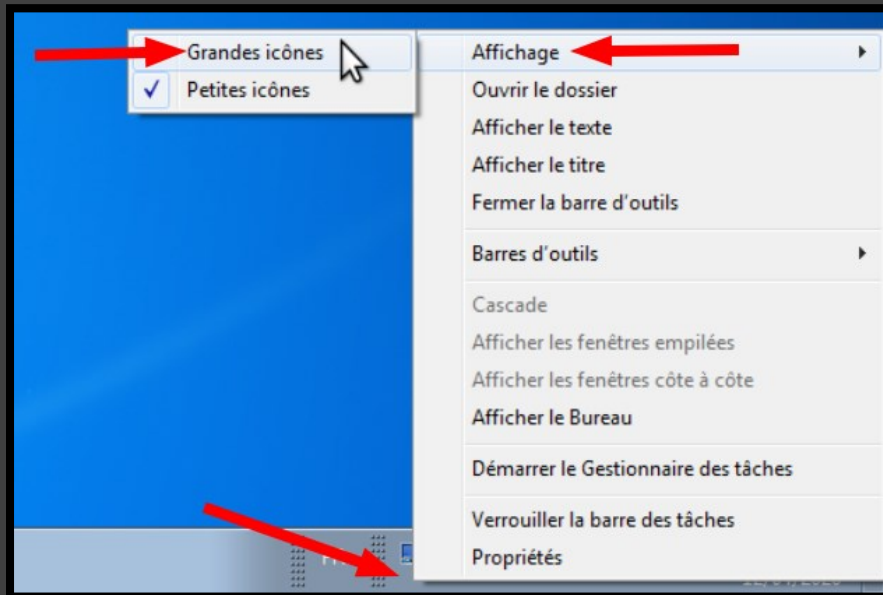 Grandes icônes
Petites icônes
Affichage
Ouvrir le dossier
Afficher le texte
Afficher le titre
Fermer la barre d'outils
Barres d'outils
Cascade
Afficher les fenêtres empilées
Afficher les fenêtres côte à côte
Afficher le Bureau
Démarrer le Gestionnaire des tâches
Verrouiller la barre des tâches
Propriétés